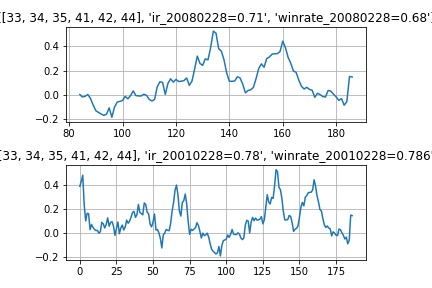 [33, 34, 35, 41, 42, 44], 'ir_20080228=0.71', 'winrate_20080228=0.68']
0.4
0.2
0.0
−0.2
80 100 120 140 160 180
[33, 34, 35, 41, 42, 44], 'ir_20010228=0.78', 'winrate_20010228=0.786'
0.4
0.2
0.0
−0.2
0 25 50 75 100 125 150 175